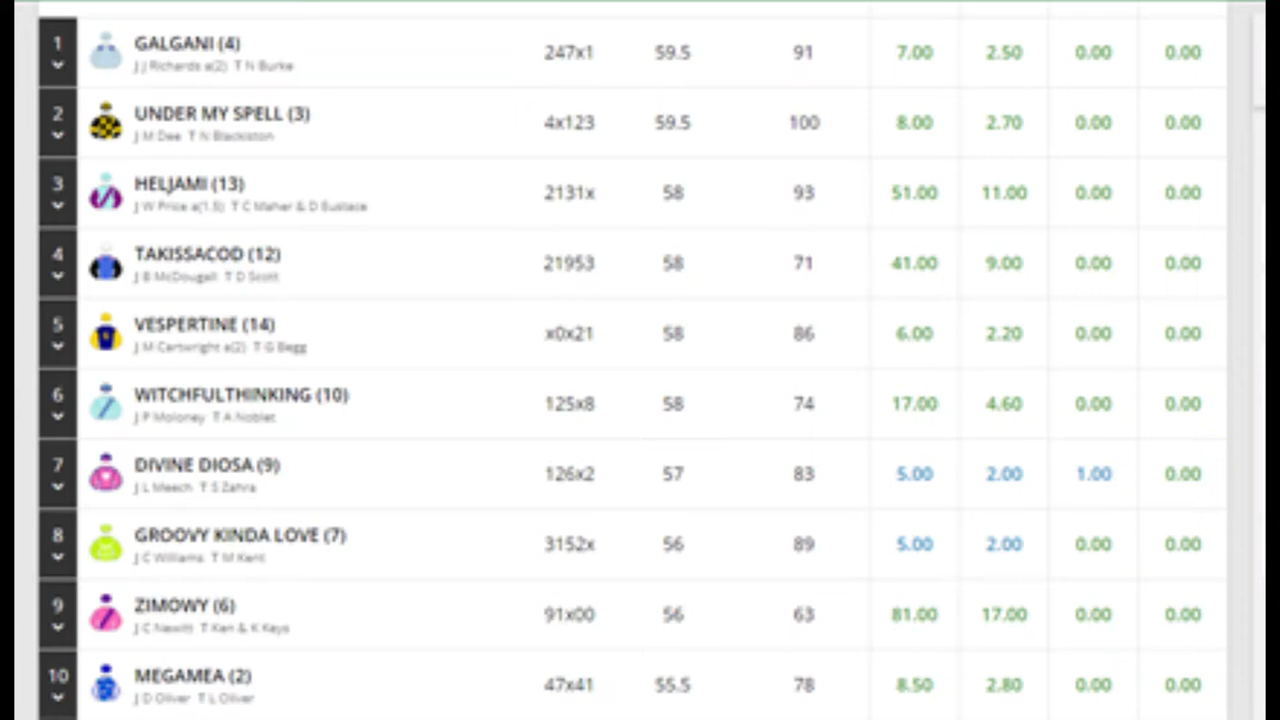 1 GALGANI (4) 247x1 59.5 91 7.00 2.50 0.00 0.00
J J Richards a(2) T N Burke
2 UNDER MY SPELL (3) 4x123 59.5 100 8.00 2.70 0.00 0.00
J M Dee T N Blackiston
3 HELJAMI (13) 2131x 58 93 51.00 11.00 0.00 0.00
J W Price a(1.5) T C Maher & D Eustace
4 TAKISSACOD (12) 21953 58 71 41.00 9.00 0.00 0.00
J B McDougall T D Scott
5 VESPERTINE (14) x0x21 58 86 6.00 2.20 0.00 0.00
J M Cartwright a(2) T G Begg
6 WITCHFULTHINKING (10) 125x8 58 74 17.00 4.60 0.00 0.00
J P Moloney T A Noblet
7 DIVINE DIOSA (9) 126x2 57 83 5.00 2.00 1.00 0.00
J L Meech T S Zahra
8 GROOVY KINDA LOVE (7) 3152x 56 89 5.00 2.00 0.00 0.00
J C Williams T M Kent
9 ZIMOWY (6) 91x00 56 63 81.00 17.00 0.00 0.00
J C Newitt T Ken & K Keys
10 MEGAMEA (2) 47x41 55.5 78 8.50 2.80 0.00 0.00
J D Oliver T L Oliver